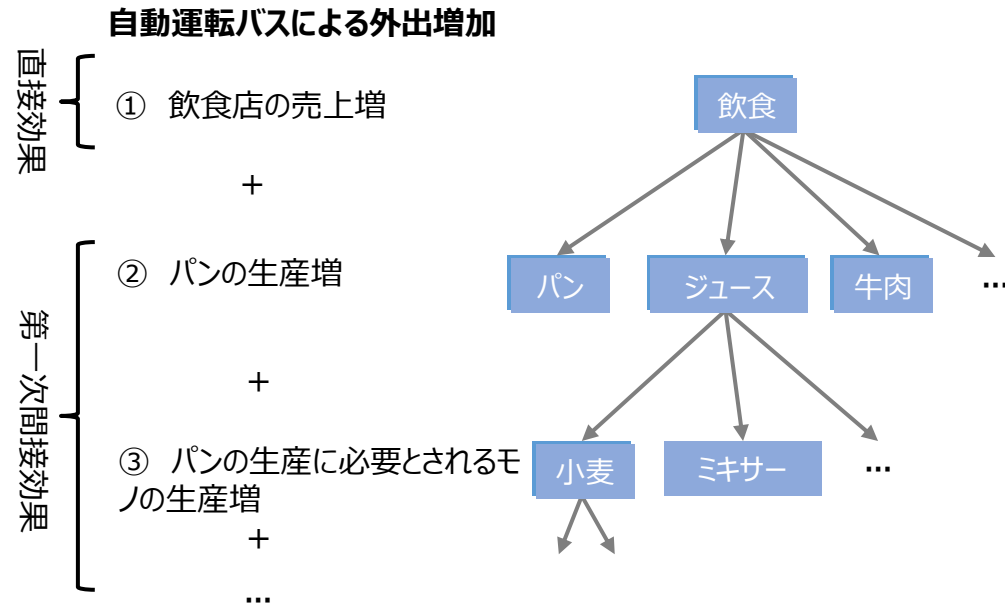 自動運転バスによる外出増加
直接効果
① 飲食店の売上増
飲食
+
第一次間接効果
② パンの生産増
パン
ジュース
牛肉
...
+
③ パンの生産に必要とされるモ
ノの生産増
小麦
ミキサー
...
+
...